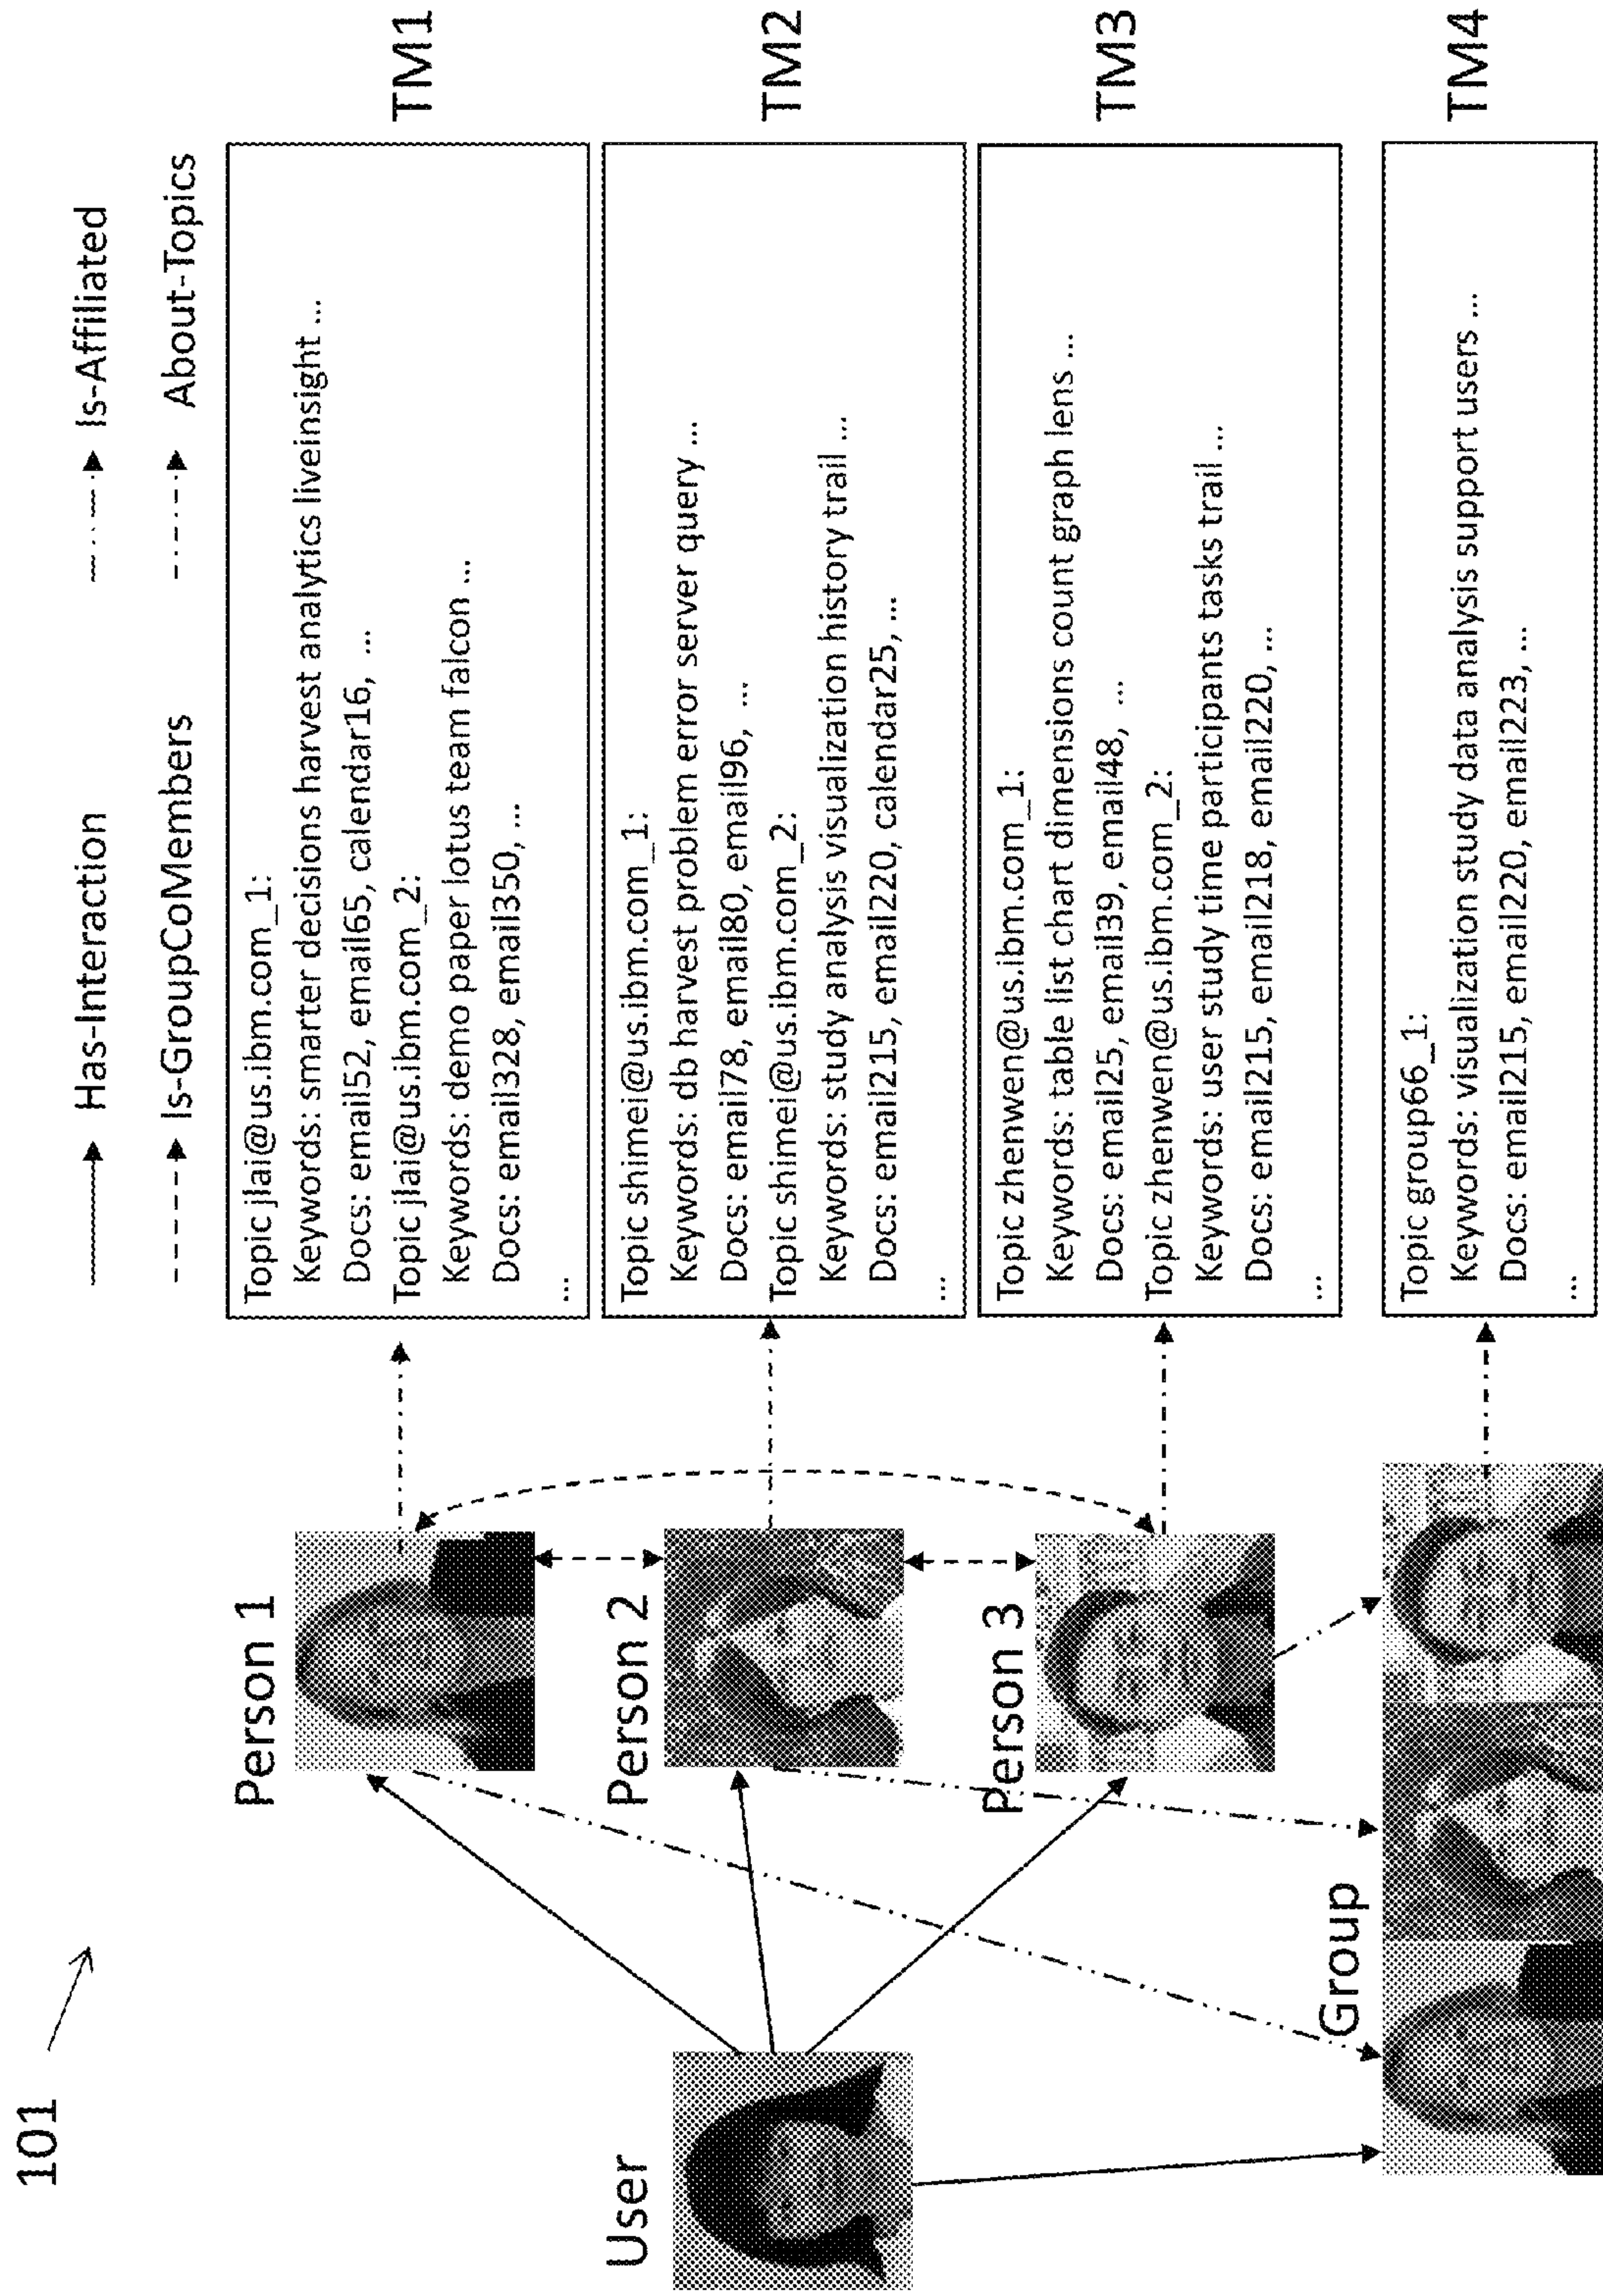 101
Has-Interaction
Is-Affiliated
Is-GroupCoMembers
About-Topics
User
Person 1
Person 2
Person 3
Group
Topic jlai@us.ibm.com_1:
Keywords: smarter decisions harvest analytics liveinsight ...
Docs: email52, email65, calendar16, ...
Topic jlai@us.ibm.com_2:
Keywords: demo paper lotus team falcon ...
Docs: email328, email350, ...
...
TM1
Topic shimei@us.ibm.com_1:
Keywords: db harvest problem error server query ...
Docs: email78, email80, email96, ...
Topic shimei@us.ibm.com_2:
Keywords: study analysis visualization history trail ...
Docs: email215, email220, calendar25, ...
...
TM2
Topic zhenwen@us.ibm.com_1:
Keywords: table list chart dimensions count graph lens ...
Docs: email25, email39, email48, ...
Topic zhenwen@us.ibm.com_2:
Keywords: user study time participants tasks trail ...
Docs: email215, email218, email220, ...
...
TM3
Topic group66_1:
Keywords: visualization study data analysis support users ...
Docs: email215, email220, email223, ...
...
TM4